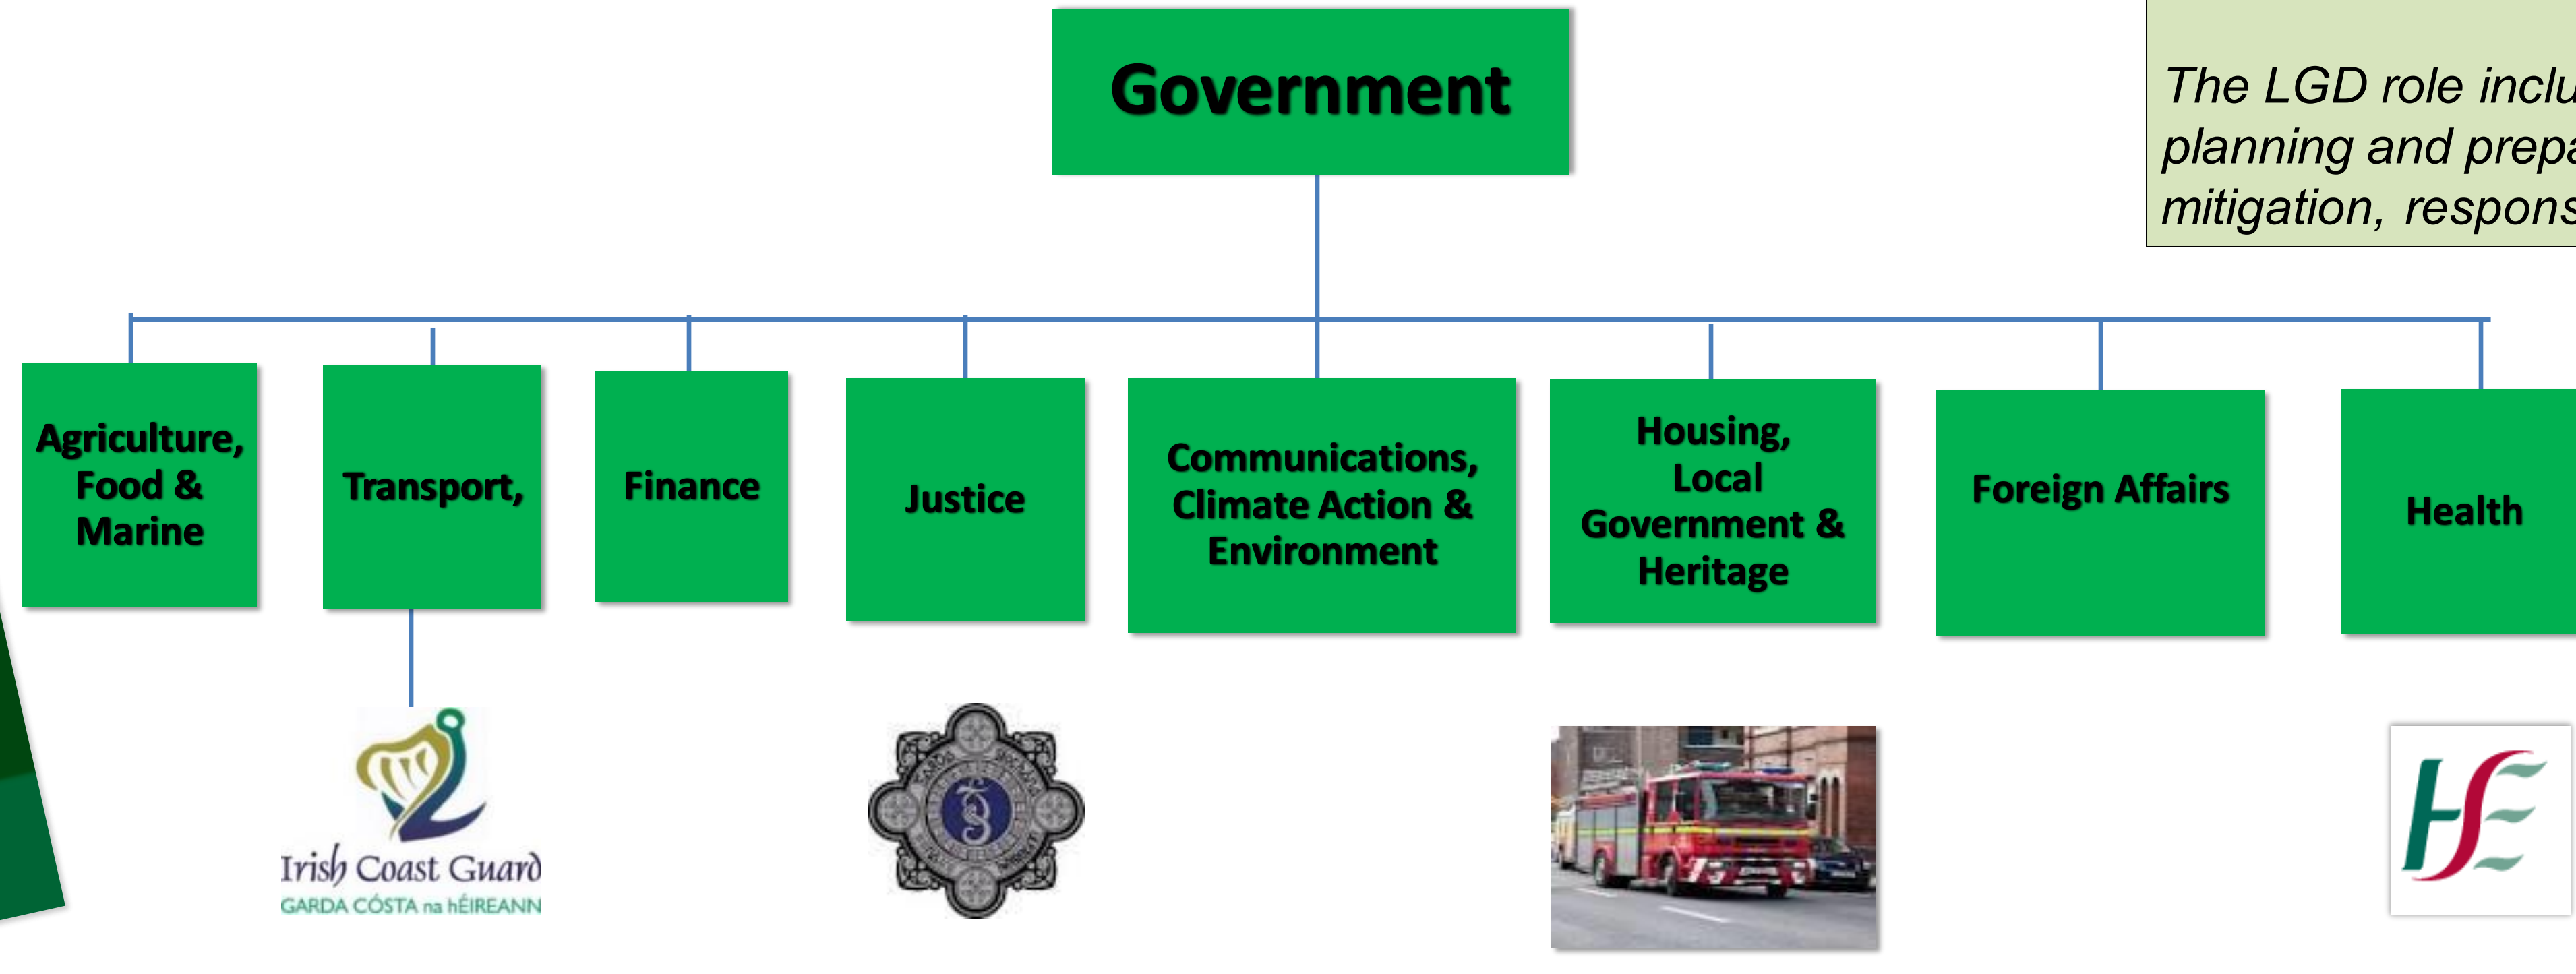 Government
The LGD role inclu
planning and prepa
mitigation, respons
Agriculture,
Food &
Marine
Transport,
Finance
Justice
Communications,
Climate Action &
Environment
Housing,
Local
Government &
Heritage
Foreign Affairs
Health
Irish Coast Guard
GARDA CÓSTA na hÉIREANN
HSE